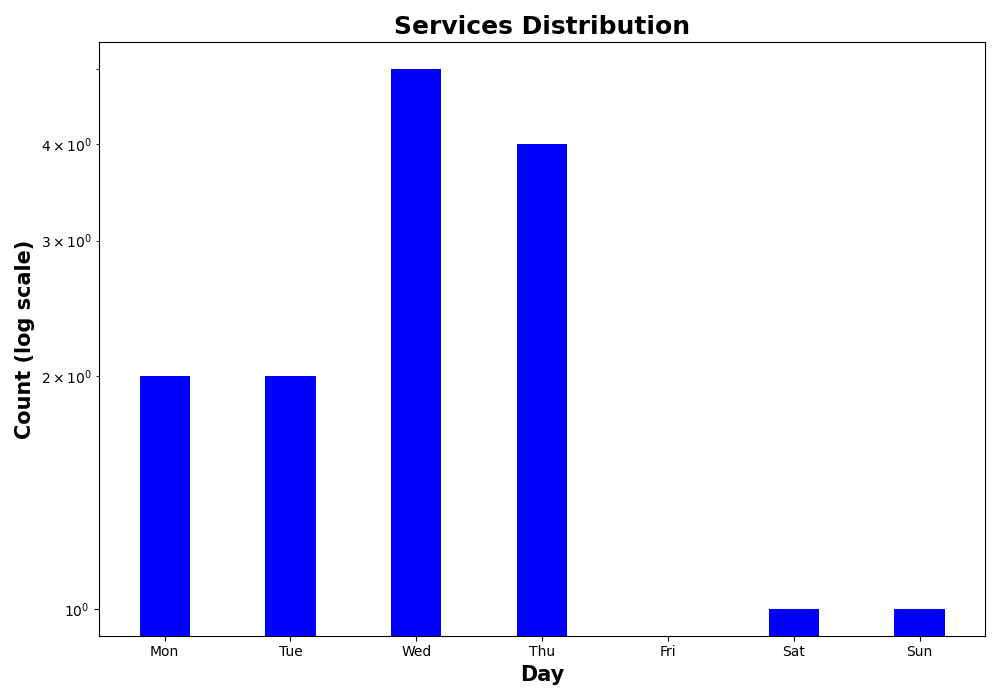 Services Distribution
Count (log scale)
4 × 10⁰
3 × 10⁰
2 × 10⁰
10⁰
Mon Tue Wed Thu Fri Sat Sun
Day